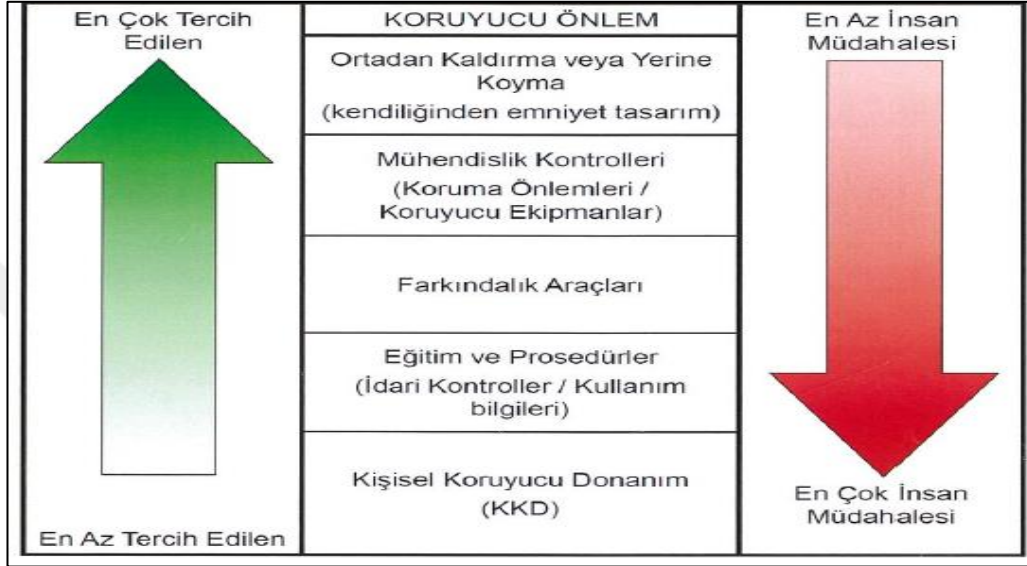 En Çok Tercih
Edilen
En Az Tercih Edilen
KORUYUCU ÖNLEM
Ortadan Kaldırma veya Yerine
Koyma
(kendiliğinden emniyet tasarım)
Mühendislik Kontrolleri
(Koruma Önlemleri /
Koruyucu Ekipmanlar)
Farkındalık Araçları
Eğitim ve Prosedürler
(İdari Kontroller / Kullanım
bilgileri)
Kişisel Koruyucu Donanım
(KKD)
En Az İnsan
Müdahalesi
En Çok İnsan
Müdahalesi